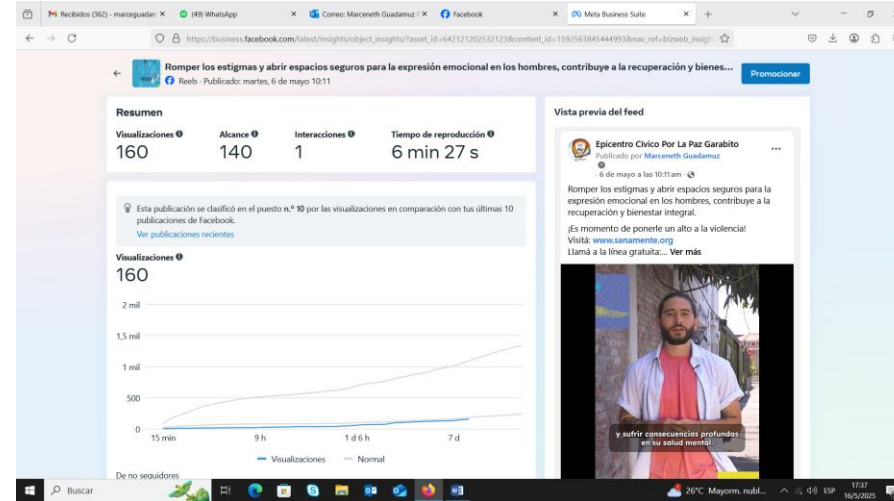 Recibidos (362) - marceguadan
(49) WhatsApp
Correo: Marceneth Guadamuz
Facebook
Meta Business Suite
https://business.facebook.com/latest/insights/object_insights/?asset_id=642121202532123&content_id=1592563845444993&nav_ref=bizweb_insig
Romper los estigmas y abrir espacios seguros para la expresión emocional en los hombres, contribuye a la recuperación y bienes...
Reels · Publicado: martes, 6 de mayo 10:11
Promocionar
Resumen
Visualizaciones
Alcance
Interacciones
Tiempo de reproducción
160
140
1
6 min 27 s
Esta publicación se clasificó en el puesto n.º 10 por las visualizaciones en comparación con tus últimas 10
publicaciones de Facebook.
Ver publicaciones recientes
Visualizaciones
160
2 mil
1,5 mil
1 mil
500
0
15 min
9 h
1 d 6 h
7 d
Visualizaciones
Normal
De no seguidores
Vista previa del feed
Epicentro Cívico Por La Paz Garabito
Publicado por Marceneth Guadamuz
· 6 de mayo a las 10:11 am ·
Romper los estigmas y abrir espacios seguros para la
expresión emocional en los hombres, contribuye a la
recuperación y bienestar integral.
¡Es momento de ponerle un alto a la violencia!
Visitá: www.sanamente.org
Llamá a la línea gratuita:... Ver más
y sufrir consecuencias profundas
en su salud mental.
Buscar
26°C Mayorm. nubl...
ESP
17:37
16/5/2025